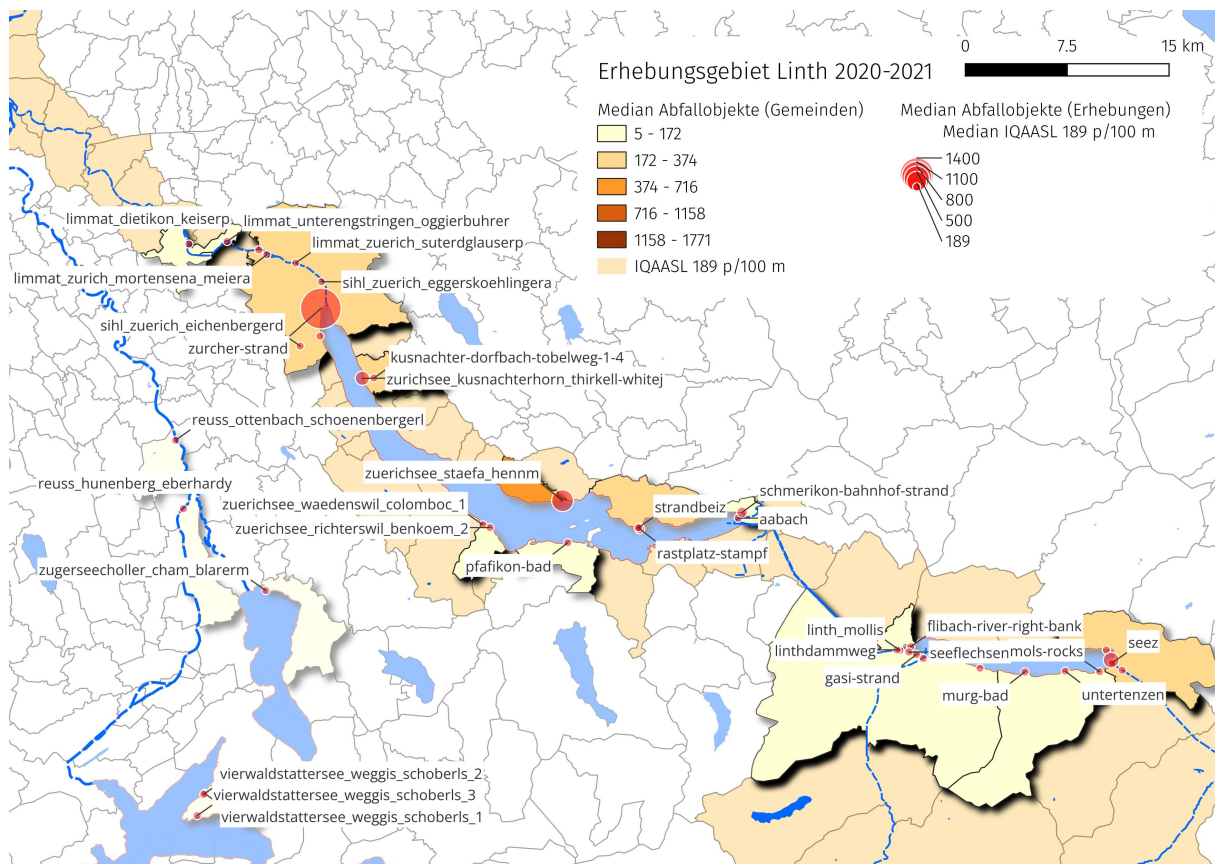 0 7.5 15 km
Erhebungsgebiet Linth 2020-2021
Median Abfallobjekte (Gemeinden)
5 - 172
172 - 374
374 - 716
716 - 1158
1158 - 1771
IQAASL 189 p/100 m
Median Abfallobjekte (Erhebungen)
Median IQAASL 189 p/100 m
1400
1100
800
500
189
limmat_dietikon_keiserp
limmat_unterengstringen_oggierbuhrer
limmat_zuerich_suterdglauserp
limmat_zurich_mortensena_meiera
sihl_zuerich_eggerskoehlingera
sihl_zuerich_eichenbergerd
zurcher-strand
kusnachter-dorfbach-tobelweg-1-4
zurichsee_kusnachterhorn_thirkell-whitej
reuss_ottenbach_schoenenbergerl
zuerichsee_staefa_hennm
reuss_hunenberg_eberhardy
zuerichsee_waedenswil_colomboc_1
zuerichsee_richterswil_benkoem_2
strandbeiz
schmerikon-bahnhof-strand
aabach
rastplatz-stampf
pfafikon-bad
zugerseecholler_cham_blarerm
linth_mollis
flibach-river-right-bank
linthdammweg
seeflechsen
mols-rocks
seez
gasi-strand
murg-bad
untertenzen
vierwaldstattersee_weggis_schoberls_2
vierwaldstattersee_weggis_schoberls_3
vierwaldstattersee_weggis_schoberls_1